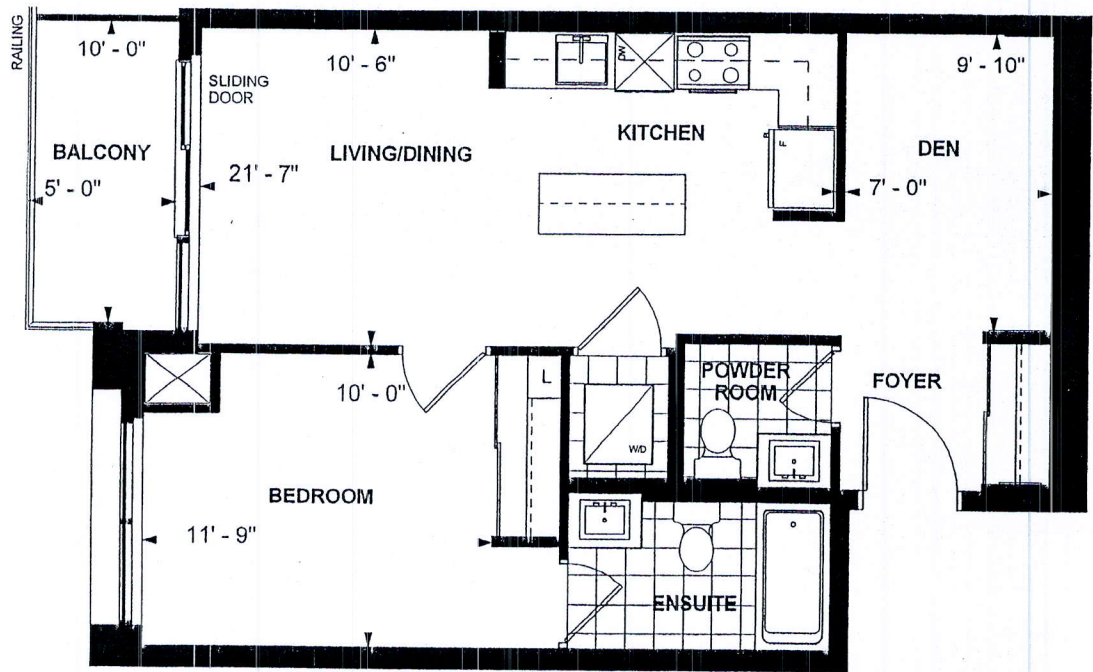 RAILING
10' - 0"
BALCONY
5' - 0"
SLIDING
DOOR
10' - 6"
LIVING/DINING
21' - 7"
DW
KITCHEN
F
9' - 10"
DEN
7' - 0"
10' - 0"
L
W/D
POWDER
ROOM
FOYER
BEDROOM
11' - 9"
ENSUITE